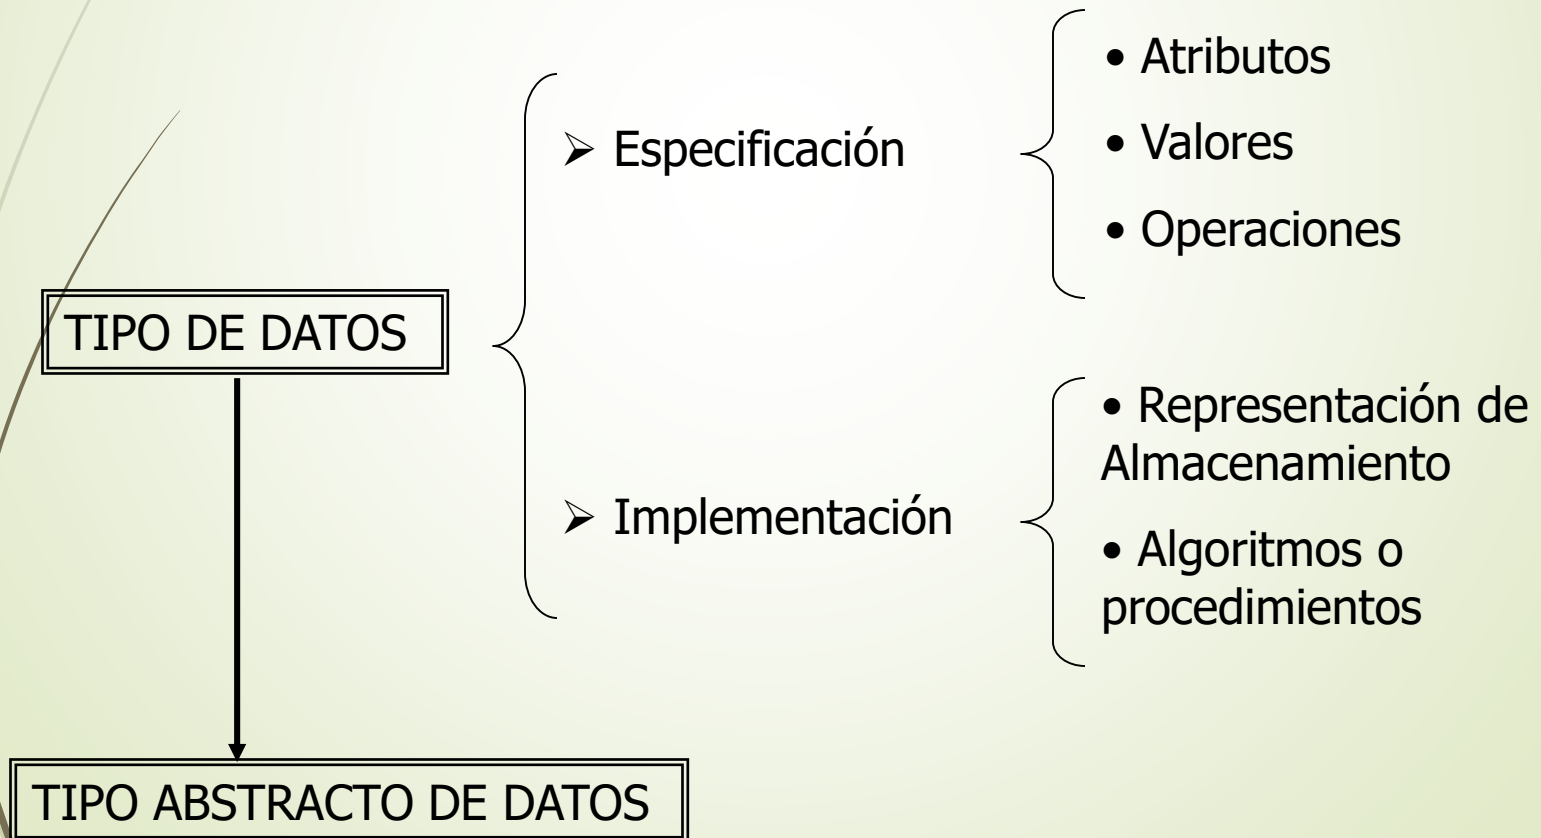 TIPO DE DATOS
➢ Especificación
• Atributos
• Valores
• Operaciones
➢ Implementación
• Representación de
Almacenamiento
• Algoritmos o
procedimientos
TIPO ABSTRACTO DE DATOS